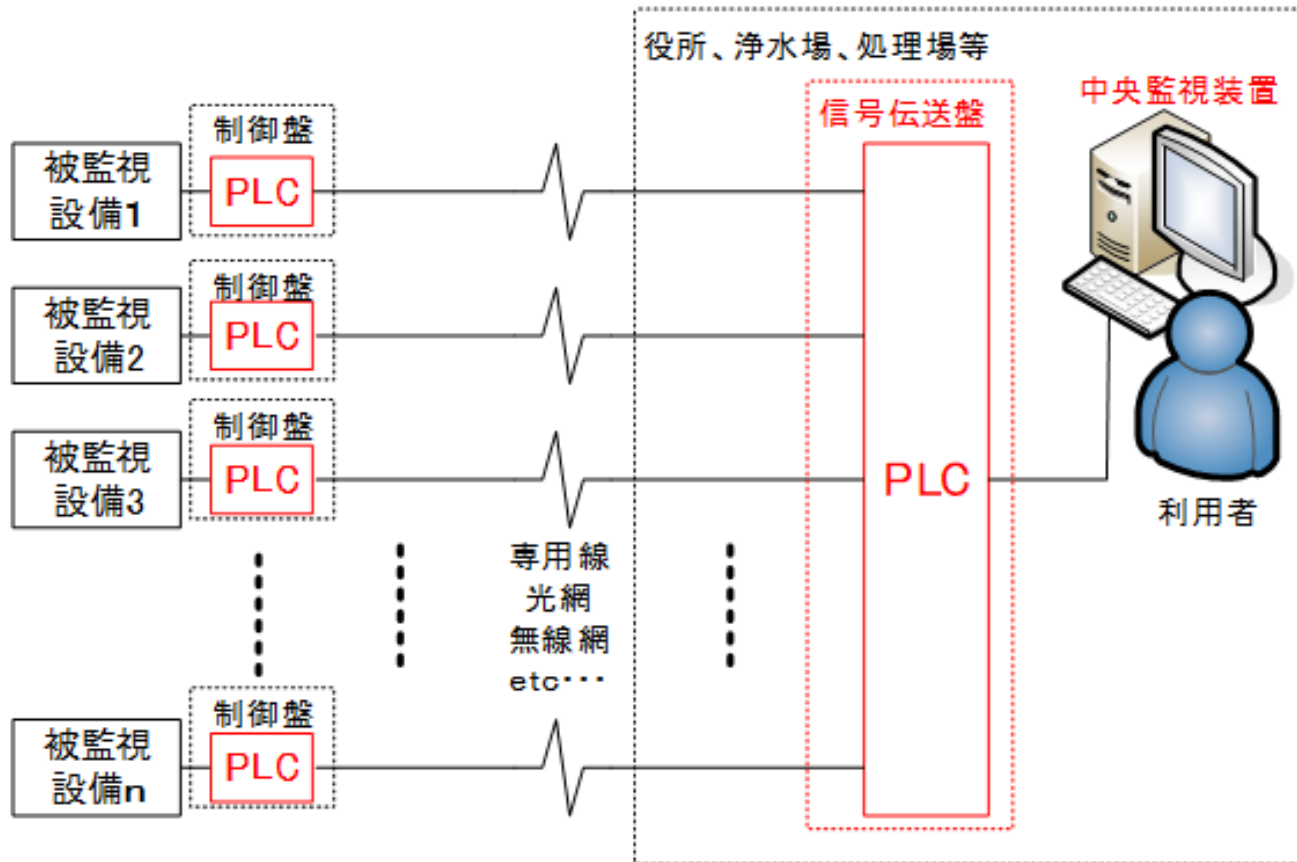 役所、浄水場、処理場等
中央監視装置
信号伝送盤
制御盤
被監視
設備1
PLC
制御盤
被監視
設備2
PLC
制御盤
被監視
設備3
PLC
PLC
利用者
専用線
光網
無線網
etc・・・
制御盤
被監視
設備n
PLC